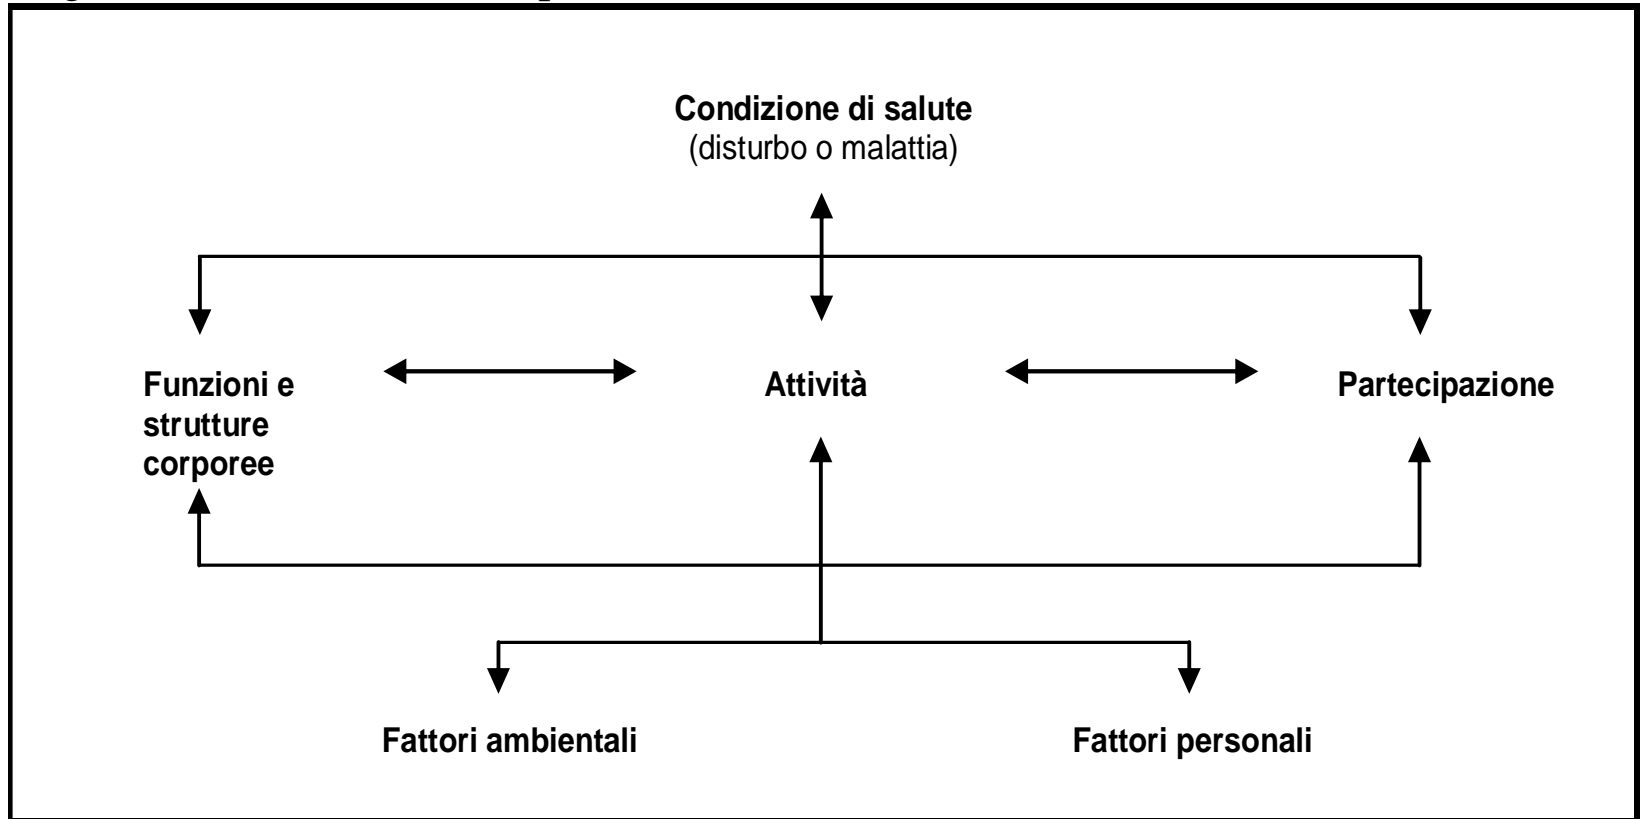 Condizione di salute
(disturbo o malattia)
Funzioni e
strutture
corporee
Attività
Partecipazione
Fattori ambientali
Fattori personali